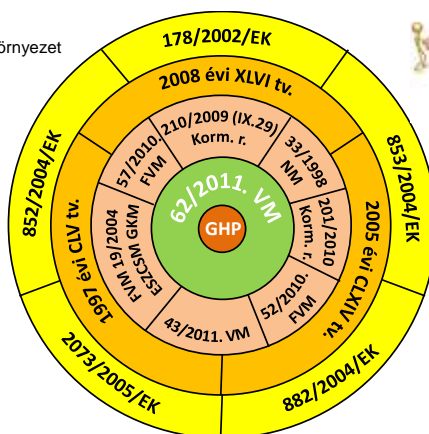 örnyezet
178/2002/EK
853/2004/EK
882/2004/EK
2073/2005/EK
852/2004/EK
2008 évi XLVI tv.
2005 évi CLXIV tv.
1997 évi CLV tv.
210/2009 (IX.29)
Korm. r.
33/1998
NM
201/2010
Korm. r.
52/2010.
FVM
43/2011. VM
FVM 19/2004
ESZCSM GKM
57/2010.
FVM
62/2011. VM
GHP